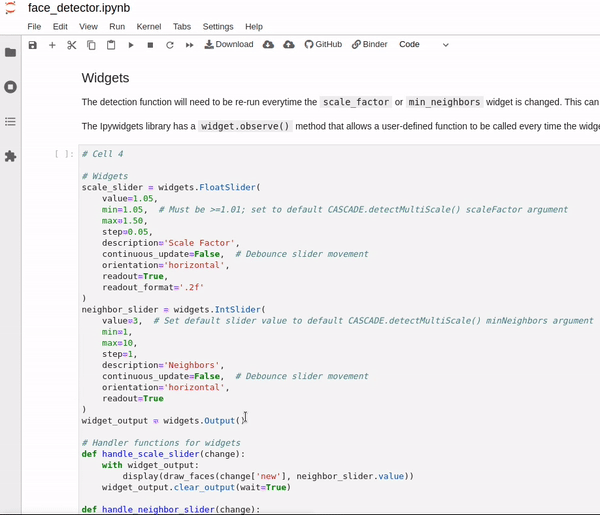 face_detector.ipynb
File Edit View Run Kernel Tabs Settings Help
Download GitHub Binder Code
Widgets
The detection function will need to be re-run everytime the scale_factor or min_neighbors widget is changed. This can
The Ipywidgets library has a widget.observe() method that allows a user-defined function to be called every time the widge
[ ]: # Cell 4
# Widgets
scale_slider = widgets.FloatSlider(
    value=1.05,
    min=1.05,  # Must be >=1.01; set to default CASCADE.detectMultiScale() scaleFactor argument
    max=1.50,
    step=0.05,
    description='Scale Factor',
    continuous_update=False,  # Debounce slider movement
    orientation='horizontal',
    readout=True,
    readout_format='.2f'
)
neighbor_slider = widgets.IntSlider(
    value=3,  # Set default slider value to default CASCADE.detectMultiScale() minNeighbors argument
    min=1,
    max=10,
    step=1,
    description='Neighbors',
    continuous_update=False,  # Debounce slider movement
    orientation='horizontal',
    readout=True
)
widget_output = widgets.Output()
# Handler functions for widgets
def handle_scale_slider(change):
    with widget_output:
        display(draw_faces(change['new'], neighbor_slider.value))
    widget_output.clear_output(wait=True)
def handle_neighbor_slider(change):